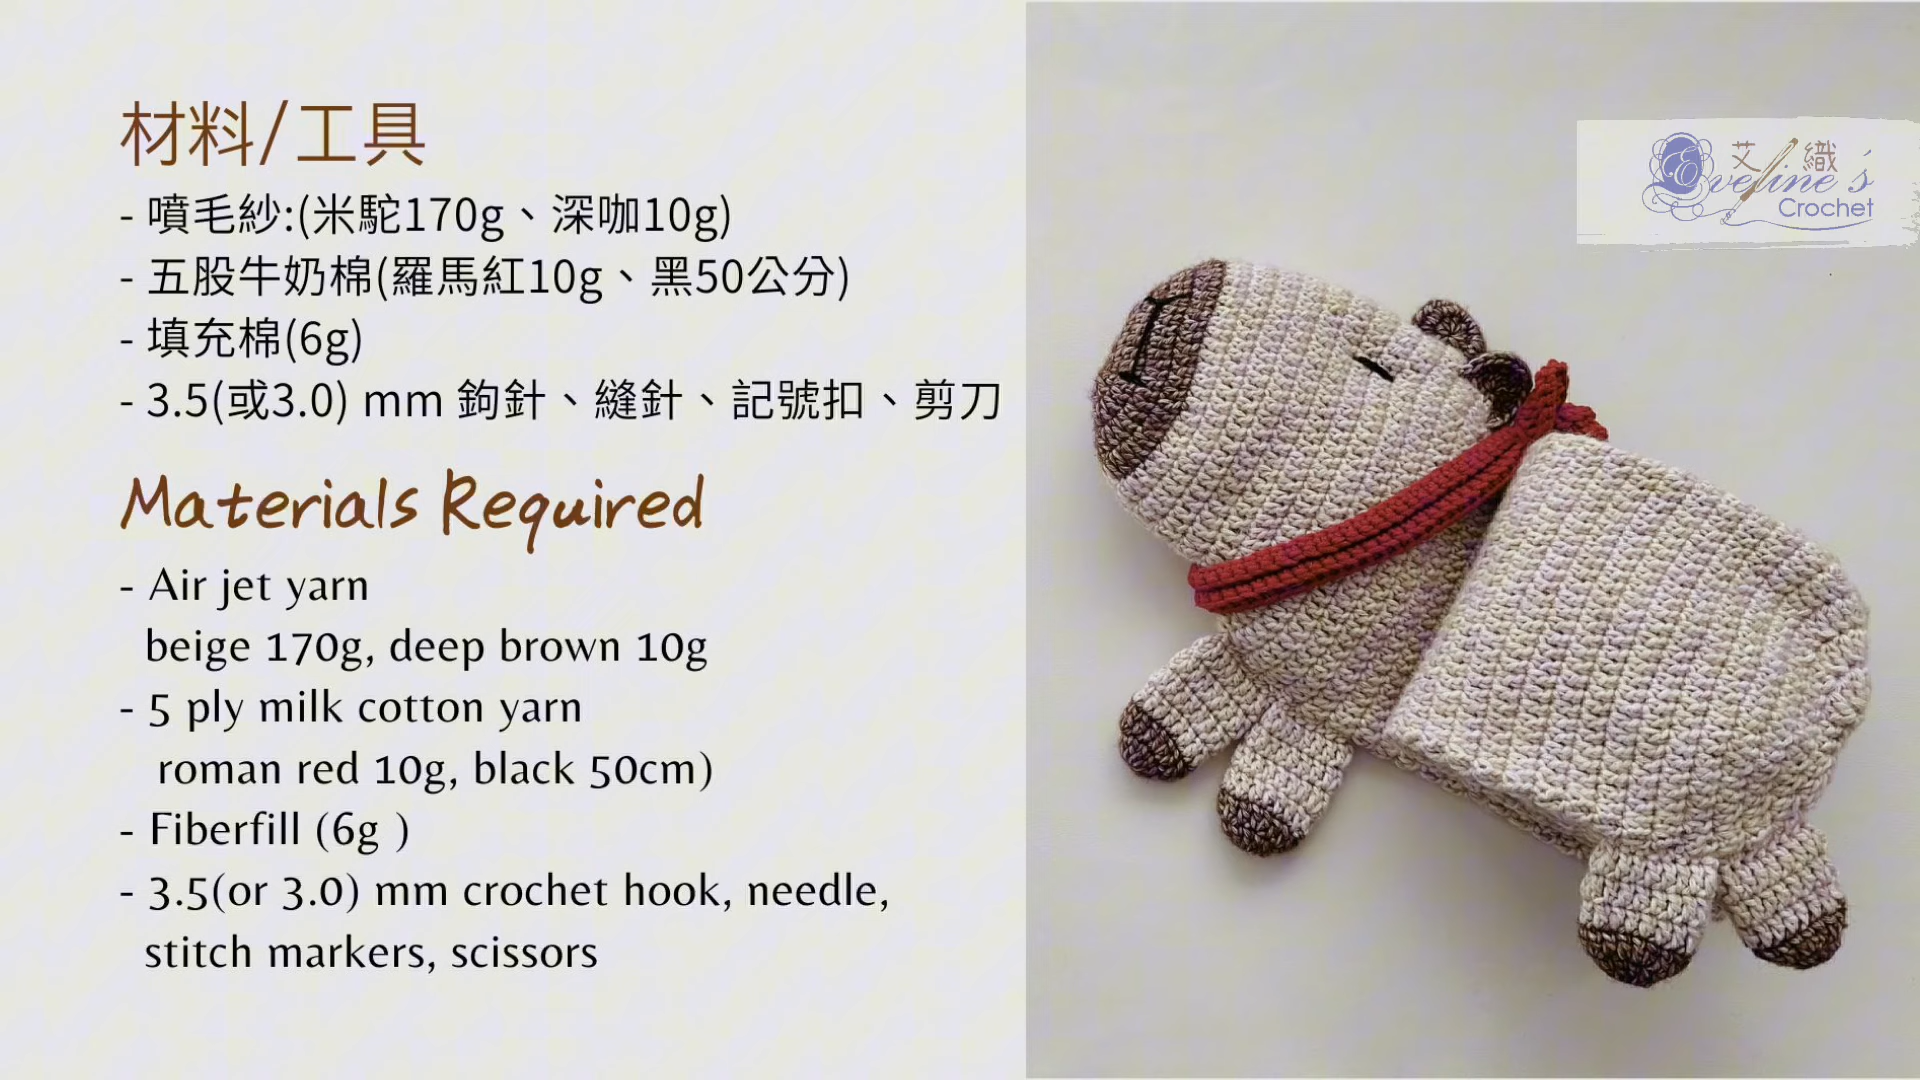 材料/工具
- 噴毛紗:(米駝170g、深咖10g)
- 五股牛奶棉(羅馬紅10g、黑50公分)
- 填充棉(6g)
- 3.5(或3.0) mm 鉤針、縫針、記號扣、剪刀
Materials Required
- Air jet yarn
beige 170g, deep brown 10g
- 5 ply milk cotton yarn
roman red 10g, black 50cm)
- Fiberfill (6g )
- 3.5(or 3.0) mm crochet hook, needle,
stitch markers, scissors
艾織
Eveline's
Crochet